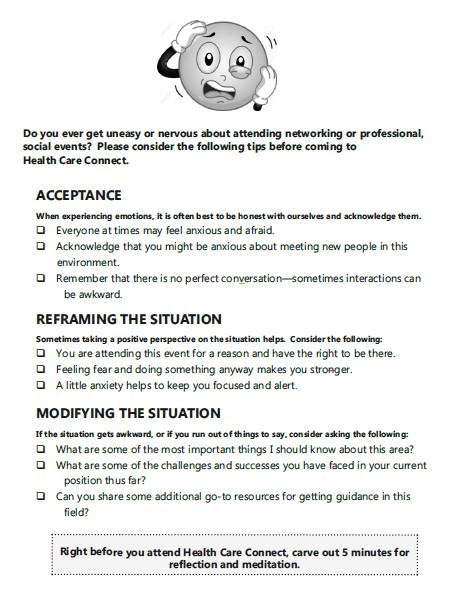 Do you ever get uneasy or nervous about attending networking or professional,
social events?  Please consider the following tips before coming to
Health Care Connect.
ACCEPTANCE
When experiencing emotions, it is often best to be honest with ourselves and acknowledge them.
❑ Everyone at times may feel anxious and afraid.
❑ Acknowledge that you might be anxious about meeting new people in this
environment.
❑ Remember that there is no perfect conversation—sometimes interactions can
be awkward.
REFRAMING THE SITUATION
Sometimes taking a positive perspective on the situation helps.  Consider the following:
❑ You are attending this event for a reason and have the right to be there.
❑ Feeling fear and doing something anyway makes you stronger.
❑ A little anxiety helps to keep you focused and alert.
MODIFYING THE SITUATION
If the situation gets awkward, or if you run out of things to say, consider asking the following:
❑ What are some of the most important things I should know about this area?
❑ What are some of the challenges and successes you have faced in your current
position thus far?
❑ Can you share some additional go-to resources for getting guidance in this
field?
Right before you attend Health Care Connect, carve out 5 minutes for
reflection and meditation.